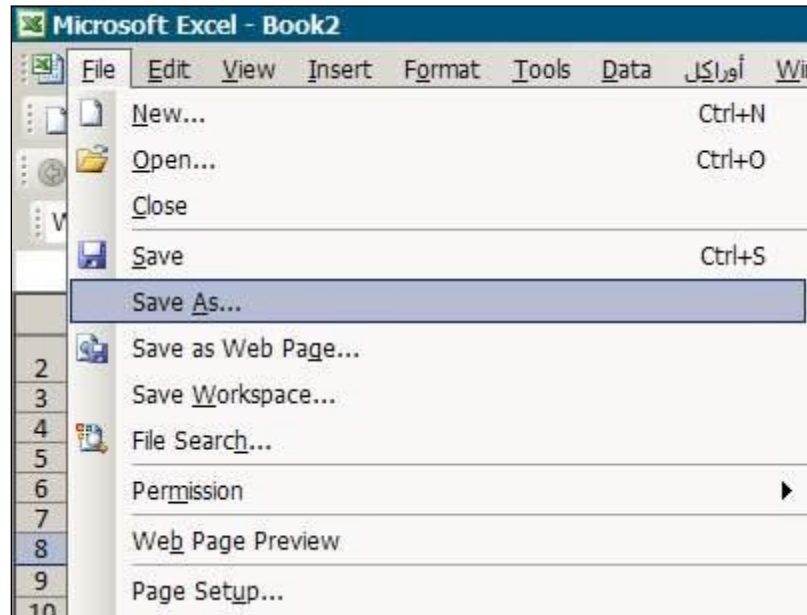 Microsoft Excel - Book2
File Edit View Insert Format Tools Data أوراكل
New... Ctrl+N
Open... Ctrl+O
Close
Save Ctrl+S
Save As...
Save as Web Page...
Save Workspace...
2
3
File Search...
4
5
Permission
6
7
Web Page Preview
8
9
Page Setup...
10